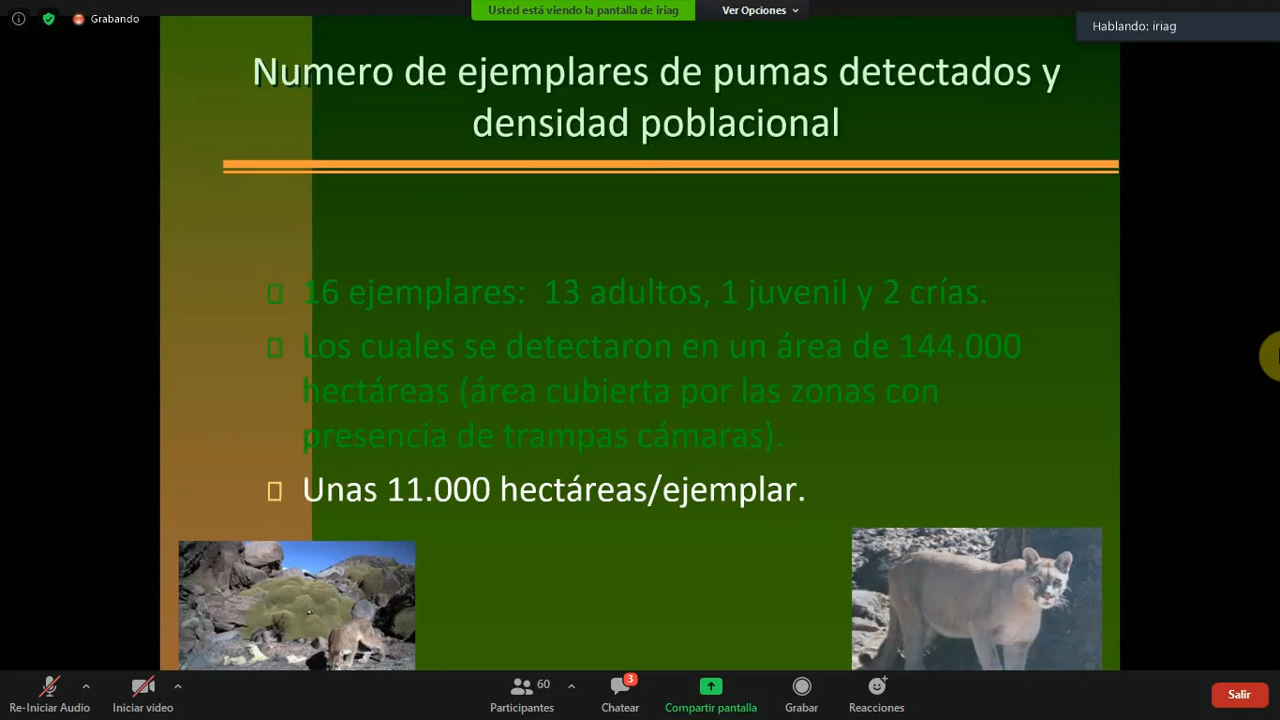 Grabando
Usted está viendo la pantalla de iriag
Ver Opciones
Hablando: iriag
Numero de ejemplares de pumas detectados y
densidad poblacional
16 ejemplares: 13 adultos, 1 juvenil y 2 crías.
Los cuales se detectaron en un área de 144.000
hectáreas (área cubierta por las zonas con
presencia de trampas cámaras).
Unas 11.000 hectáreas/ejemplar.
Re-Iniciar Audio
Iniciar video
60
Participantes
3
Chatear
Compartir pantalla
Grabar
Reacciones
Salir